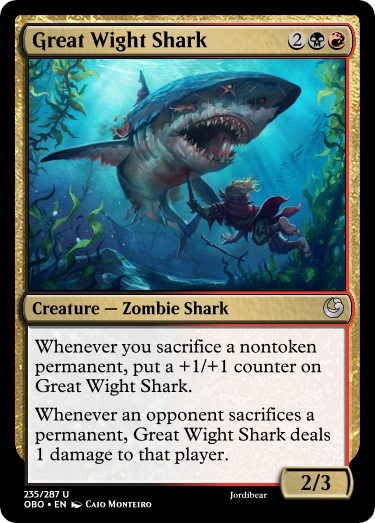 Great Wight Shark 2
Creature — Zombie Shark
Whenever you sacrifice a nontoken
permanent, put a +1/+1 counter on
Great Wight Shark.
Whenever an opponent sacrifices a
permanent, Great Wight Shark deals
1 damage to that player.
2/3
235/287 U
OBO • EN Caio Monteiro
Jordibear